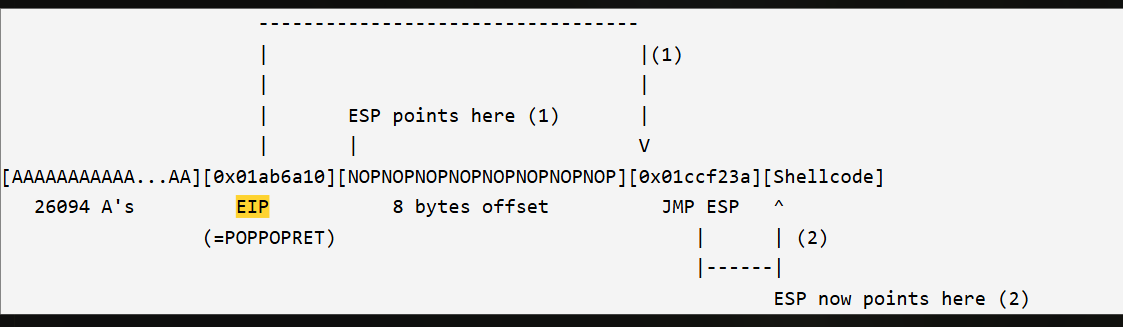 (1)
ESP points here (1)
V
[AAAAAAAAAAA...AA][0x01ab6a10][NOPNOPNOPNOPNOPNOPNOPNOP][0x01ccf23a][Shellcode]
26094 A's EIP 8 bytes offset JMP ESP ^
(=POPPOPRET) | | (2)
|------|
ESP now points here (2)